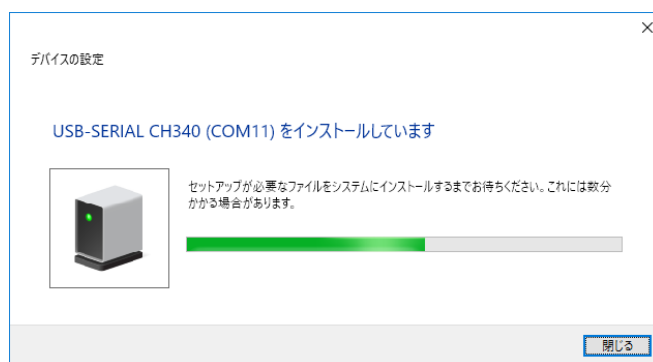 デバイスの設定
USB-SERIAL CH340 (COM11) をインストールしています
セットアップが必要なファイルをシステムにインストールするまでお待ちください。これには数分
かかる場合があります。
閉じる